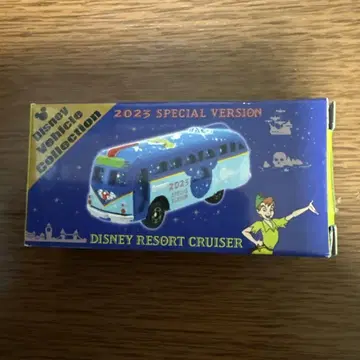 Disney
Vehicle
Collection
2023 SPECIAL VERSION
2023
DISNEY RESORT CRUISER